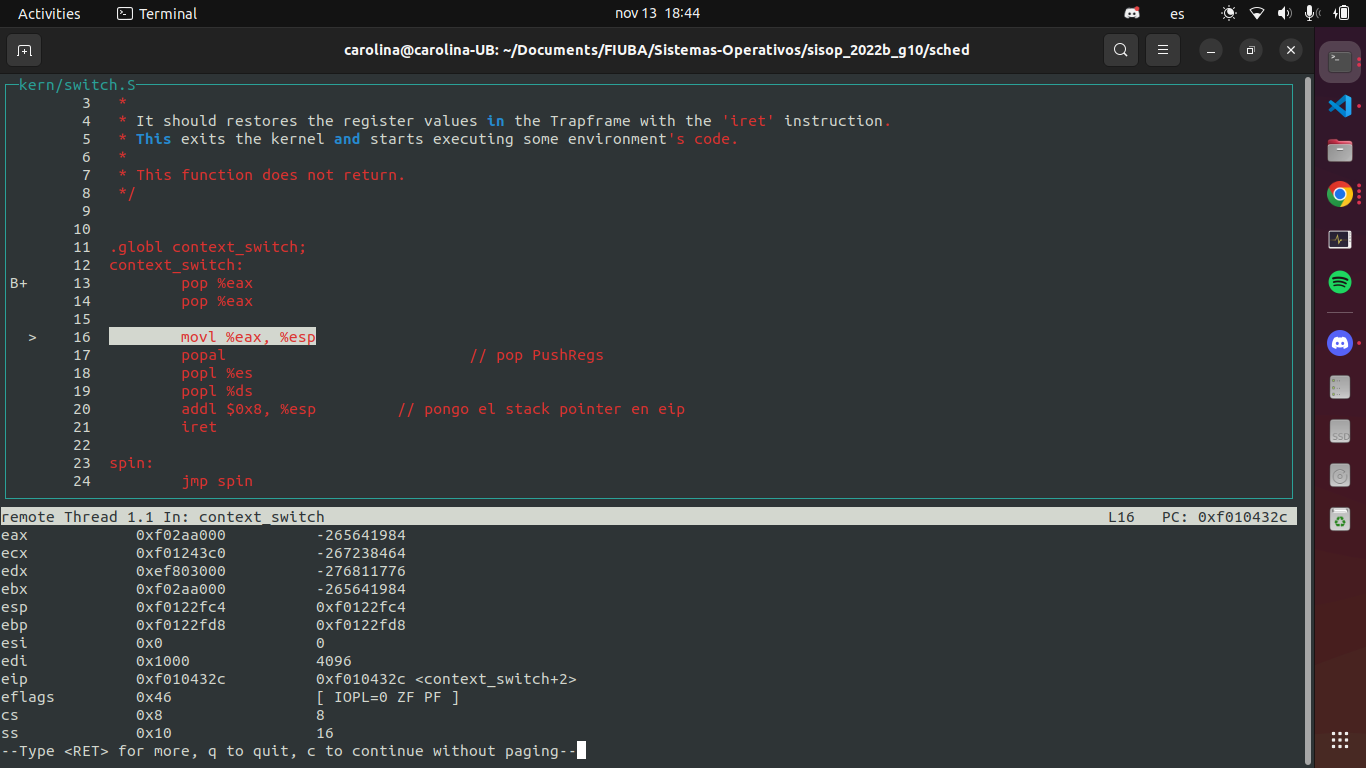 Activities Terminal nov 13 18:44 es
carolina@carolina-UB: ~/Documents/FIUBA/Sistemas-Operativos/sisop_2022b_g10/sched
kern/switch.S
3 *
4 * It should restores the register values in the Trapframe with the 'iret' instruction.
5 * This exits the kernel and starts executing some environment's code.
6 *
7 * This function does not return.
8 */
9
10
11 .globl context_switch;
12 context_switch:
B+ 13 pop %eax
14 pop %eax
15
> 16 movl %eax, %esp
17 popal // pop PushRegs
18 popl %es
19 popl %ds
20 addl $0x8, %esp // pongo el stack pointer en eip
21 iret
22
23 spin:
24 jmp spin
remote Thread 1.1 In: context_switch L16 PC: 0xf010432c
eax 0xf02aa000 -265641984
ecx 0xf01243c0 -267238464
edx 0xef803000 -276811776
ebx 0xf02aa000 -265641984
esp 0xf0122fc4 0xf0122fc4
ebp 0xf0122fd8 0xf0122fd8
esi 0x0 0
edi 0x1000 4096
eip 0xf010432c 0xf010432c <context_switch+2>
eflags 0x46 [ IOPL=0 ZF PF ]
cs 0x8 8
ss 0x10 16
--Type <RET> for more, q to quit, c to continue without paging--
SSD